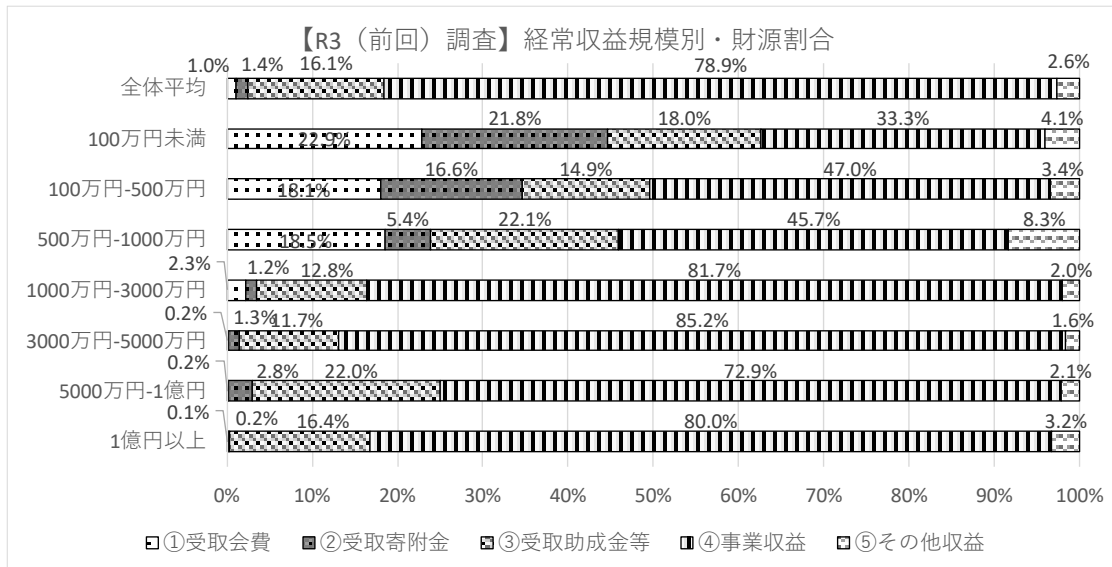 【R3（前回）調査】経常収益規模別・財源割合
全体平均 1.0% 1.4% 16.1% 78.9% 2.6%
100万円未満 22.9% 21.8% 18.0% 33.3% 4.1%
100万円-500万円 18.1% 16.6% 14.9% 47.0% 3.4%
500万円-1000万円 18.5% 5.4% 22.1% 45.7% 8.3%
1000万円-3000万円 2.3% 1.2% 12.8% 81.7% 2.0%
3000万円-5000万円 0.2% 1.3% 11.7% 85.2% 1.6%
5000万円-1億円 0.2% 2.8% 22.0% 72.9% 2.1%
1億円以上 0.1% 0.2% 16.4% 80.0% 3.2%
0% 10% 20% 30% 40% 50% 60% 70% 80% 90% 100%
①受取会費 ②受取寄附金 ③受取助成金等 ④事業収益 ⑤その他収益